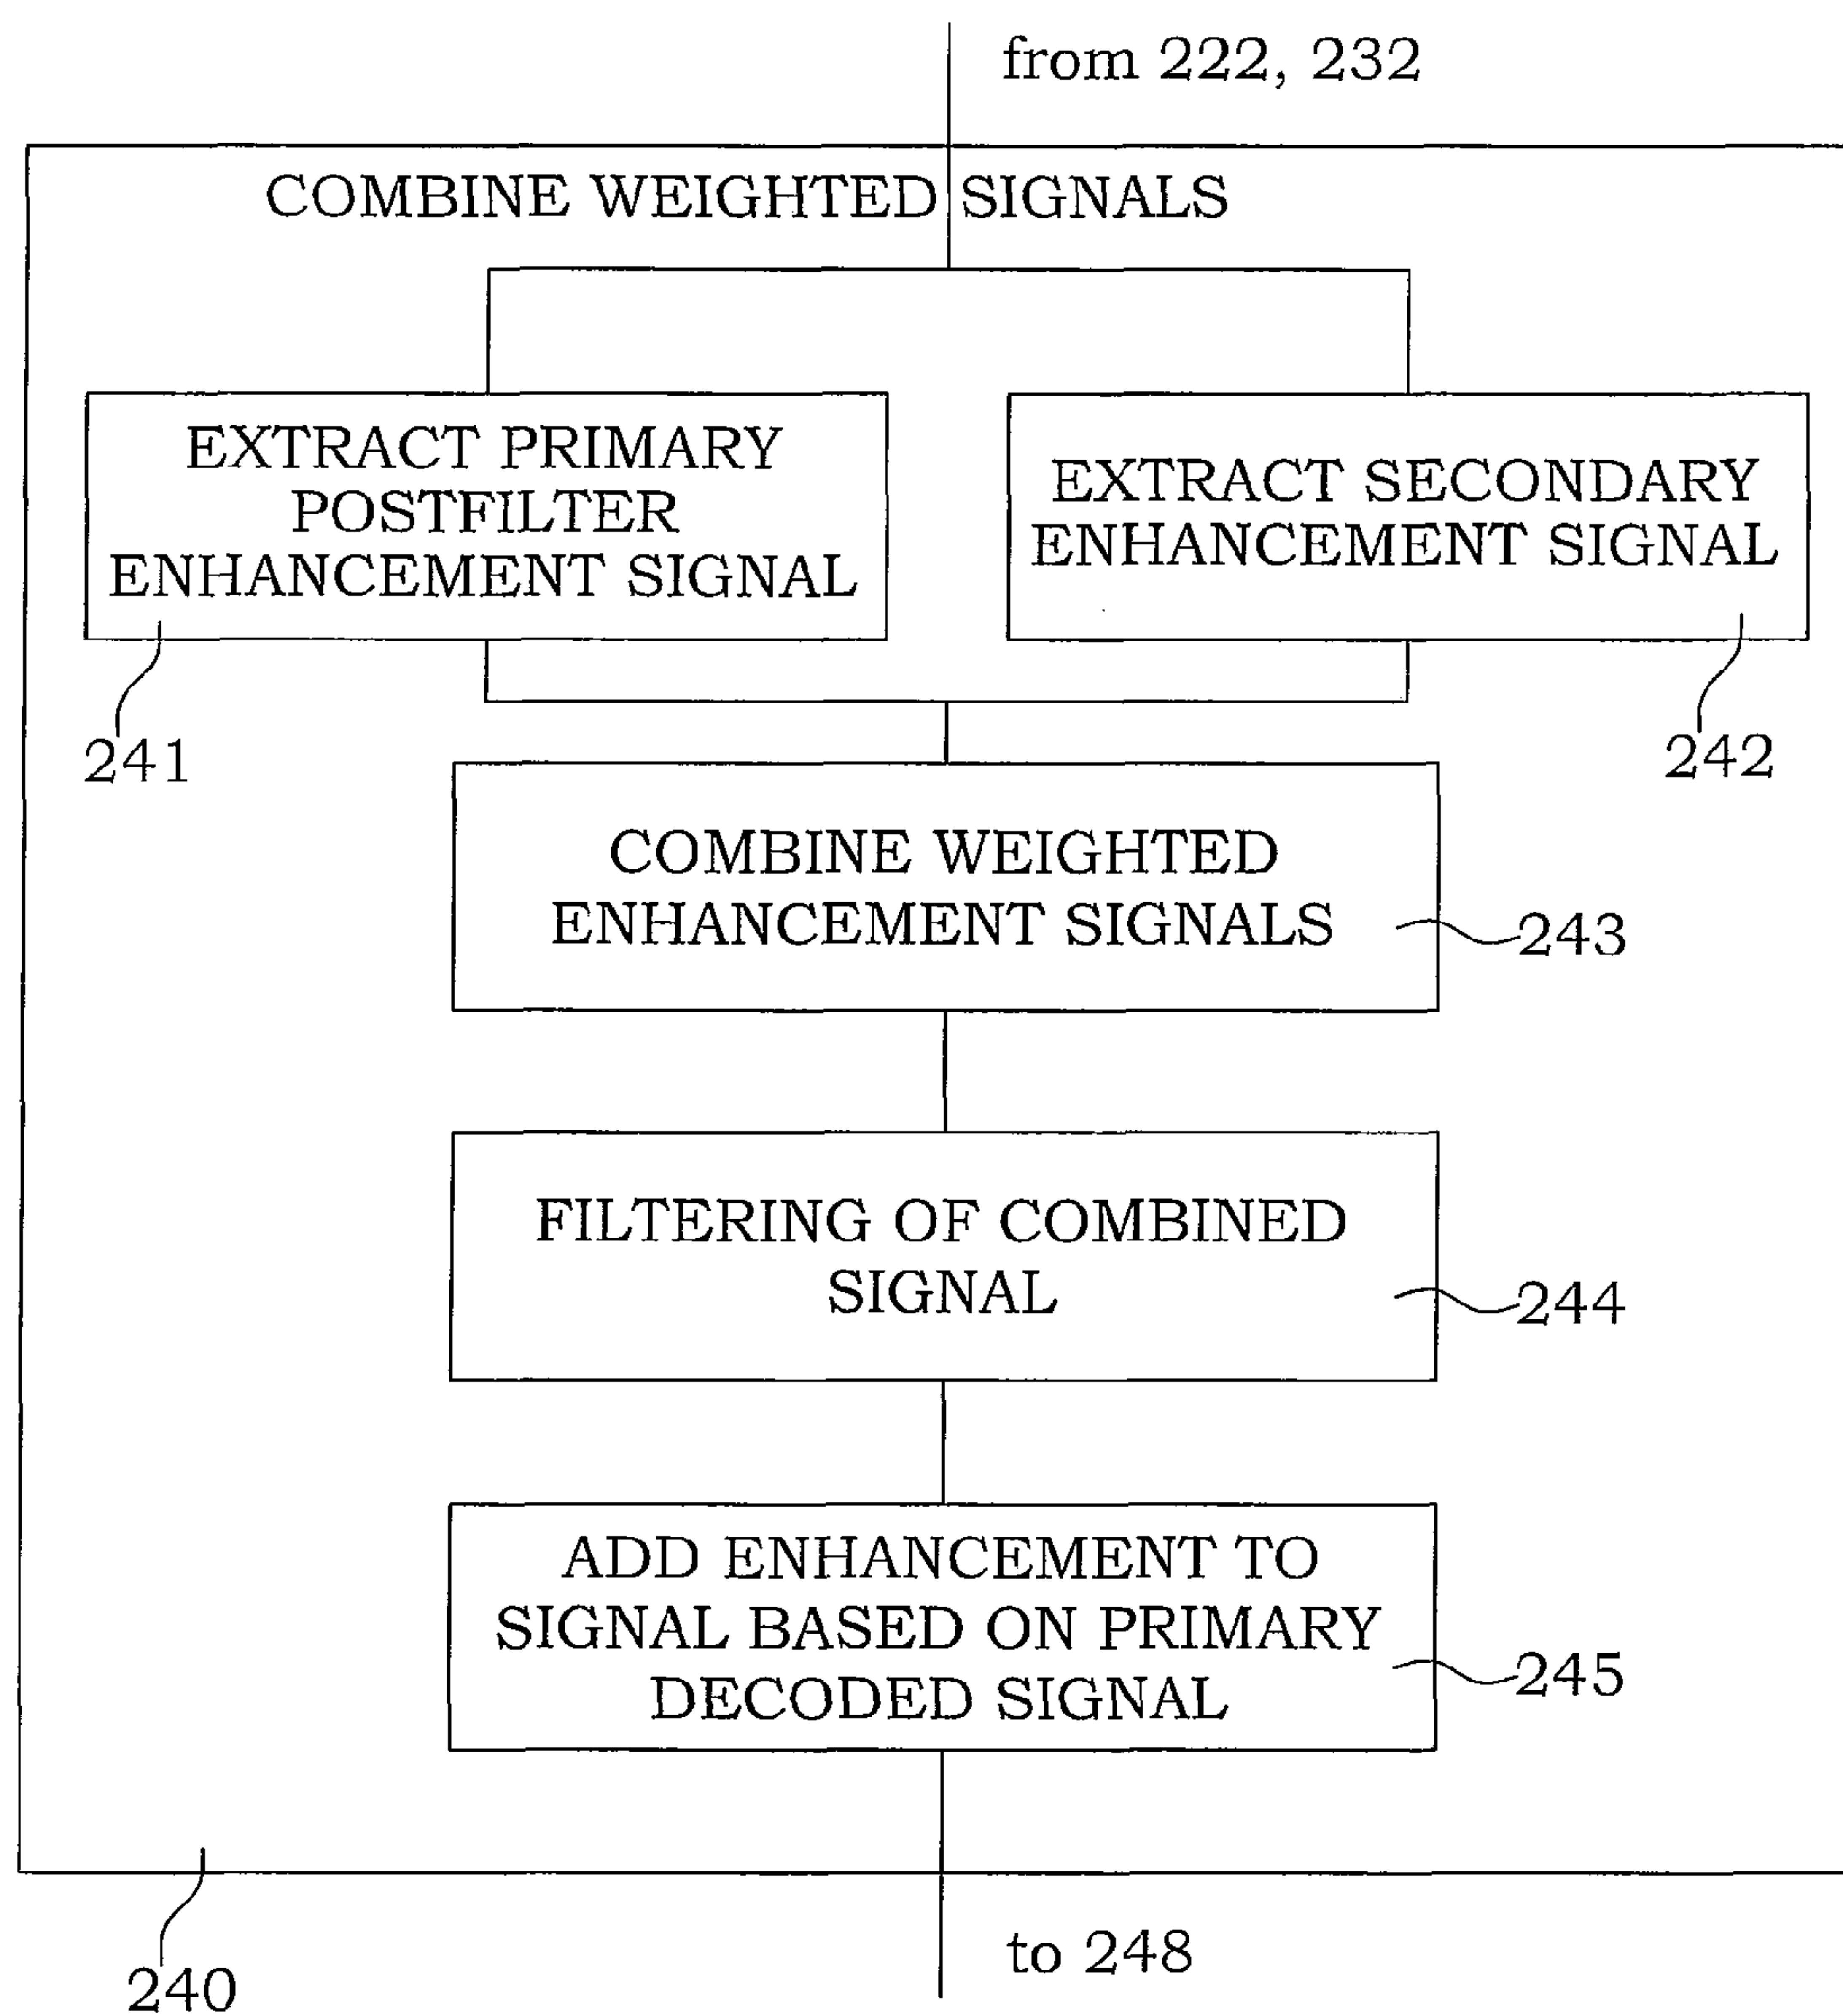 from 222, 232
COMBINE WEIGHTED SIGNALS
EXTRACT PRIMARY
POSTFILTER
ENHANCEMENT SIGNAL
EXTRACT SECONDARY
ENHANCEMENT SIGNAL
241
242
COMBINE WEIGHTED
ENHANCEMENT SIGNALS
243
FILTERING OF COMBINED
SIGNAL
244
ADD ENHANCEMENT TO
SIGNAL BASED ON PRIMARY
DECODED SIGNAL
245
to 248
240